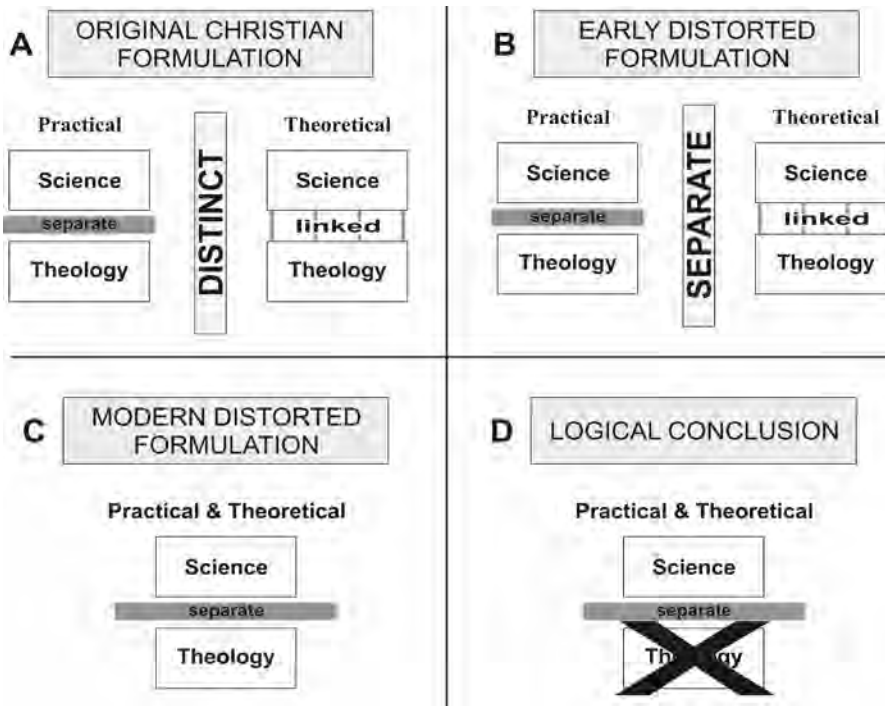 A
ORIGINAL CHRISTIAN
FORMULATION
Practical
Theoretical
Science
separate
Theology
DISTINCT
Science
linked
Theology
B
EARLY DISTORTED
FORMULATION
Practical
Theoretical
Science
separate
Theology
SEPARATE
Science
linked
Theology
C
MODERN DISTORTED
FORMULATION
Practical & Theoretical
Science
separate
Theology
D
LOGICAL CONCLUSION
Practical & Theoretical
Science
separate
Theology